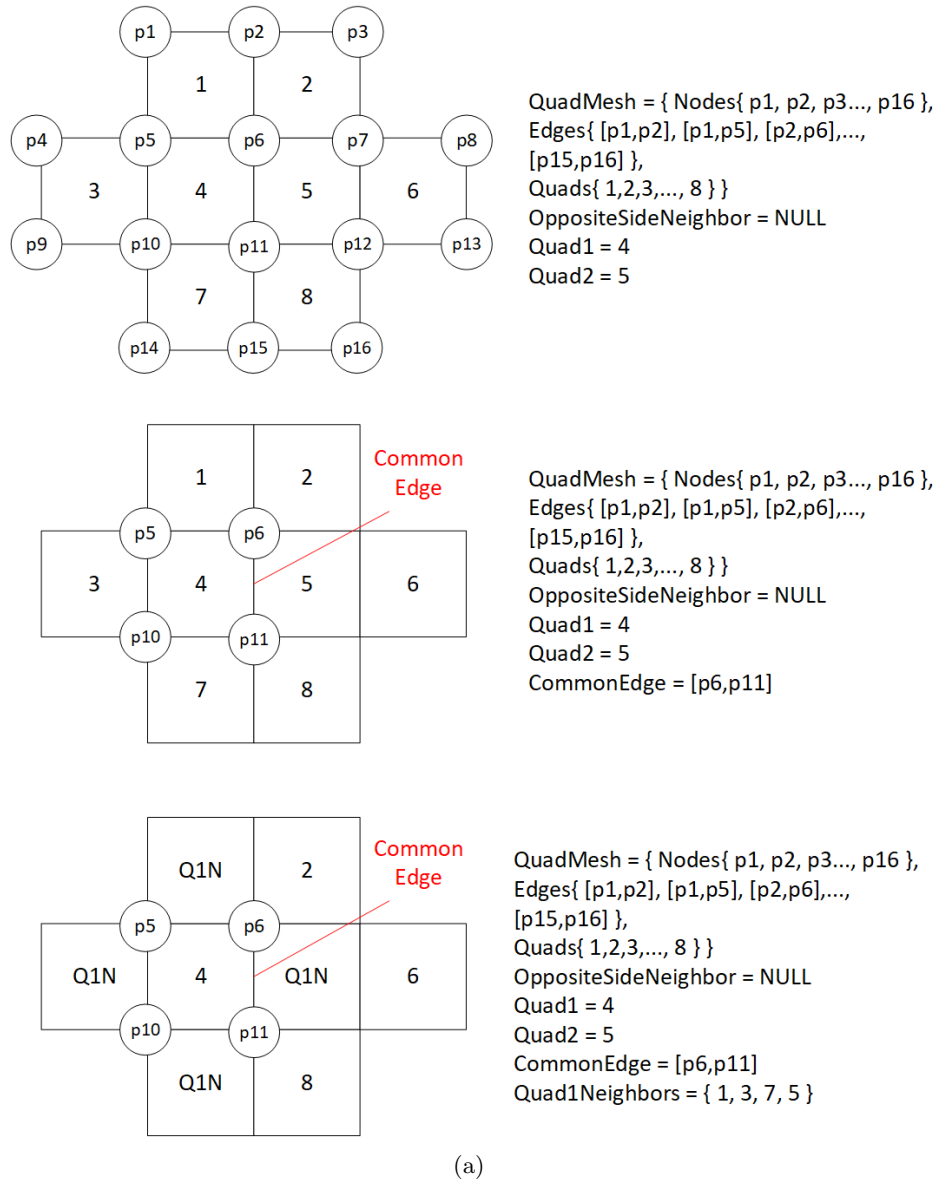 p1 p2 p3
1 2
p4 p5 p6 p7 p8
3 4 5 6
p9 p10 p11 p12 p13
7 8
p14 p15 p16
QuadMesh = { Nodes{ p1, p2, p3..., p16 },
Edges{ [p1,p2], [p1,p5], [p2,p6],...,
[p15,p16] },
Quads{ 1,2,3,..., 8 } }
OppositeSideNeighbor = NULL
Quad1 = 4
Quad2 = 5
1 2
Common
Edge
p5 p6
3 4 5 6
p10 p11
7 8
QuadMesh = { Nodes{ p1, p2, p3..., p16 },
Edges{ [p1,p2], [p1,p5], [p2,p6],...,
[p15,p16] },
Quads{ 1,2,3,..., 8 } }
OppositeSideNeighbor = NULL
Quad1 = 4
Quad2 = 5
CommonEdge = [p6,p11]
Q1N 2
Common
Edge
p5 p6
Q1N 4 Q1N 6
p10 p11
Q1N 8
QuadMesh = { Nodes{ p1, p2, p3..., p16 },
Edges{ [p1,p2], [p1,p5], [p2,p6],...,
[p15,p16] },
Quads{ 1,2,3,..., 8 } }
OppositeSideNeighbor = NULL
Quad1 = 4
Quad2 = 5
CommonEdge = [p6,p11]
Quad1Neighbors = { 1, 3, 7, 5 }
(a)